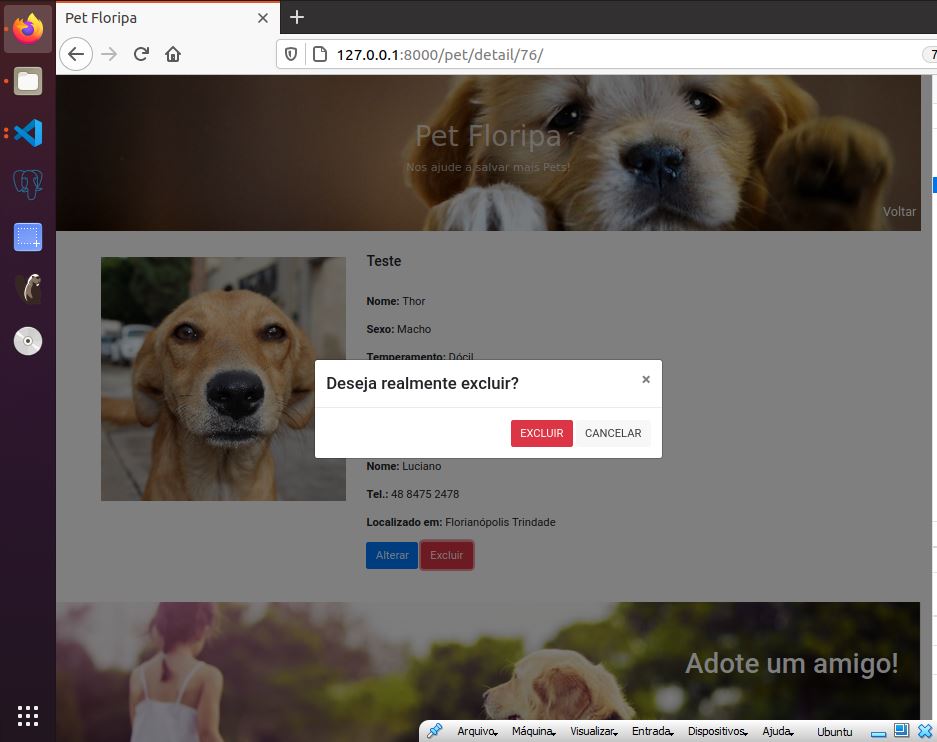 Pet Floripa
127.0.0.1:8000/pet/detail/76/
Pet Floripa
Nos ajude a salvar mais Pets!
Voltar
Teste
Nome: Thor
Sexo: Macho
Temperamento: Dócil
Deseja realmente excluir?
×
EXCLUIR CANCELAR
Nome: Luciano
Tel.: 48 8475 2478
Localizado em: Florianópolis Trindade
Alterar Excluir
Adote um amigo!
Arquivo Máquina Visualizar Entrada Dispositivos Ajuda Ubuntu